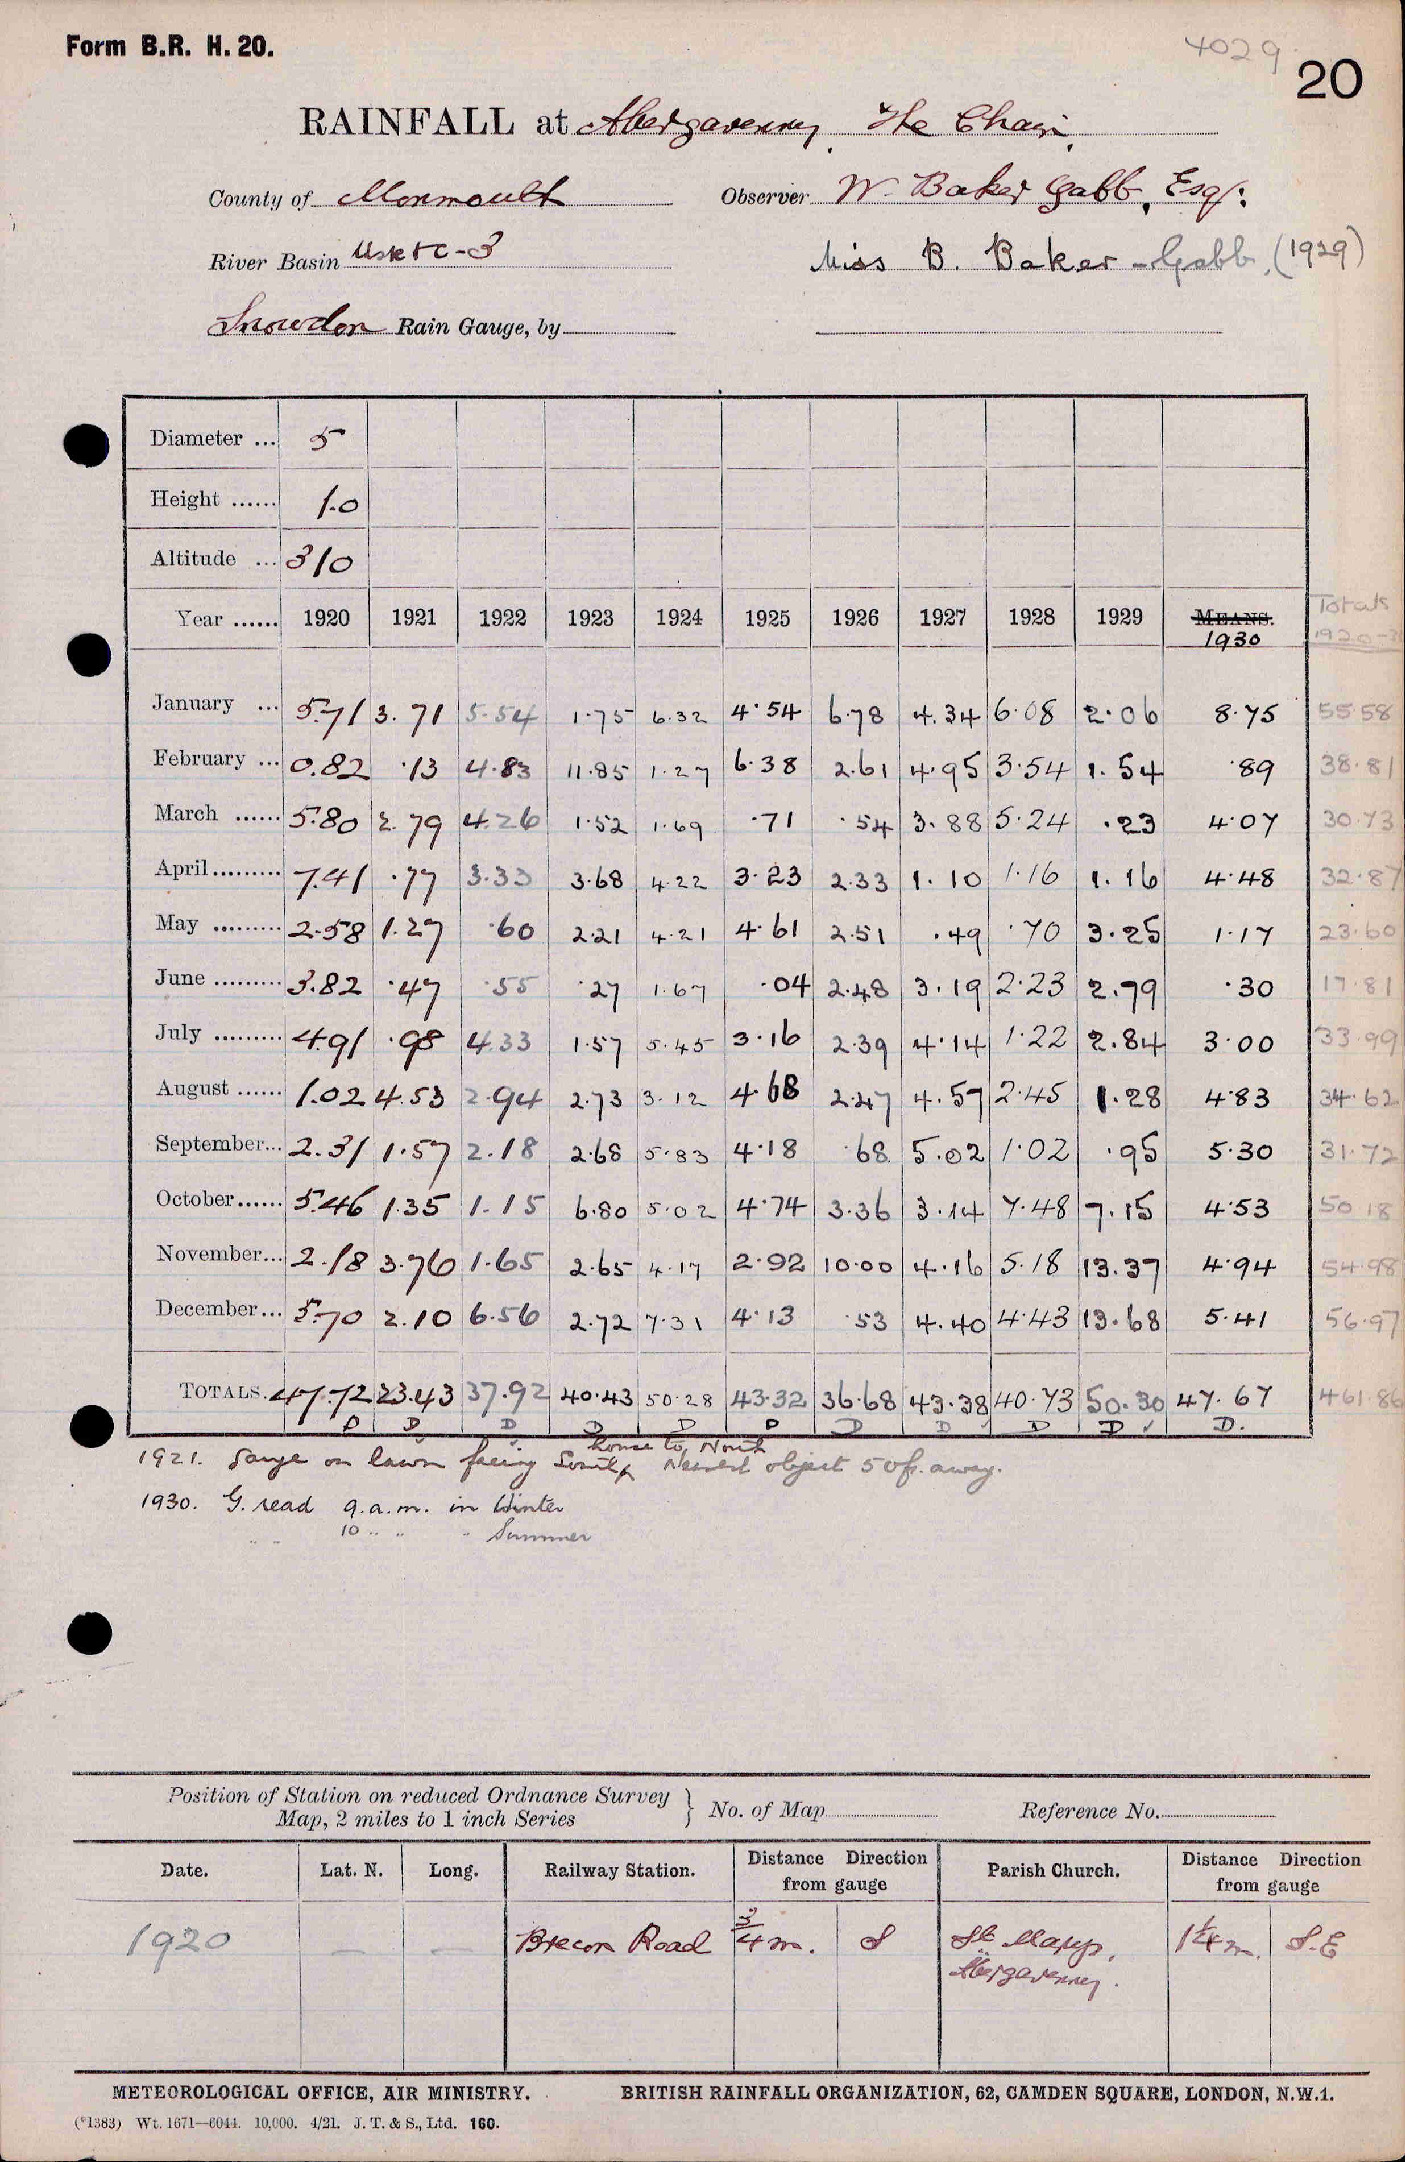 Form B.R. H. 20.
4029
20
RAINFALL at Abergavenny, The Chain,
County of Monmouth Observer W. Baker Gabb, Esq:
River Basin Usk &c - 3 Miss B. Baker-Gabb, (1929)
Snowdon Rain Gauge, by
Diameter ... 5
Height ...... 1.0
Altitude ... 310
Year ...... 1920 1921 1922 1923 1924 1925 1926 1927 1928 1929 MEANS. Totals
1930
January ... 5.71 3.71 5.54 1.75 6.32 4.54 6.78 4.34 6.08 2.06 8.75 55.58
February ... 0.82 .13 4.83 11.85 1.27 6.38 2.61 4.95 3.54 1.54 .89 38.81
March ...... 5.80 2.79 4.26 1.52 1.69 .71 .54 3.88 5.24 .23 4.07 30.73
April ......... 7.41 .77 3.33 3.68 4.22 3.23 2.33 1.10 1.16 1.16 4.48 32.87
May ......... 2.58 1.27 .60 2.21 4.21 4.61 2.51 .49 .70 3.25 1.17 23.60
June ......... 3.82 .47 .55 .27 1.67 .04 2.48 3.19 2.23 2.79 .30 17.81
July ......... 4.91 .98 4.33 1.57 5.45 3.16 2.39 4.14 1.22 2.84 3.00 33.99
August ...... 1.02 4.53 2.94 2.73 3.12 4.68 2.47 4.57 2.45 1.28 4.83 34.62
September... 2.31 1.57 2.18 2.68 5.83 4.18 .68 5.02 1.02 .95 5.30 31.72
October...... 5.46 1.35 1.15 6.80 5.02 4.74 3.36 3.14 7.48 7.15 4.53 50.18
November... 2.18 3.76 1.65 2.65 4.17 2.92 10.00 4.16 5.18 13.37 4.94 54.98
December... 5.70 2.10 6.56 2.72 7.31 4.13 .53 4.40 4.43 13.68 5.41 56.97
TOTALS. 47.72 23.43 37.92 40.43 50.28 43.32 36.68 43.38 40.73 50.30 47.67 461.86
D D D D D D D D D D D.
house to North
1921. Gauge on lawn facing South, Nearest object 50ft. away.
1930. G. read 9.a.m. in Winter
" " 10 " " " Summer
Position of Station on reduced Ordnance Survey
Map, 2 miles to 1 inch Series } No. of Map Reference No.
Date. Lat. N. Long. Railway Station. Distance Direction from gauge Parish Church. Distance Direction from gauge
1920 — — Brecon Road 3/4 m. S St Marys, 1 1/4 m. S.E
Abergavenny.
METEOROLOGICAL OFFICE, AIR MINISTRY. BRITISH RAINFALL ORGANIZATION, 62, CAMDEN SQUARE, LONDON, N.W.1.
(*1383) Wt. 1671—6044. 10,000. 4/21. J. T. & S., Ltd. 160.